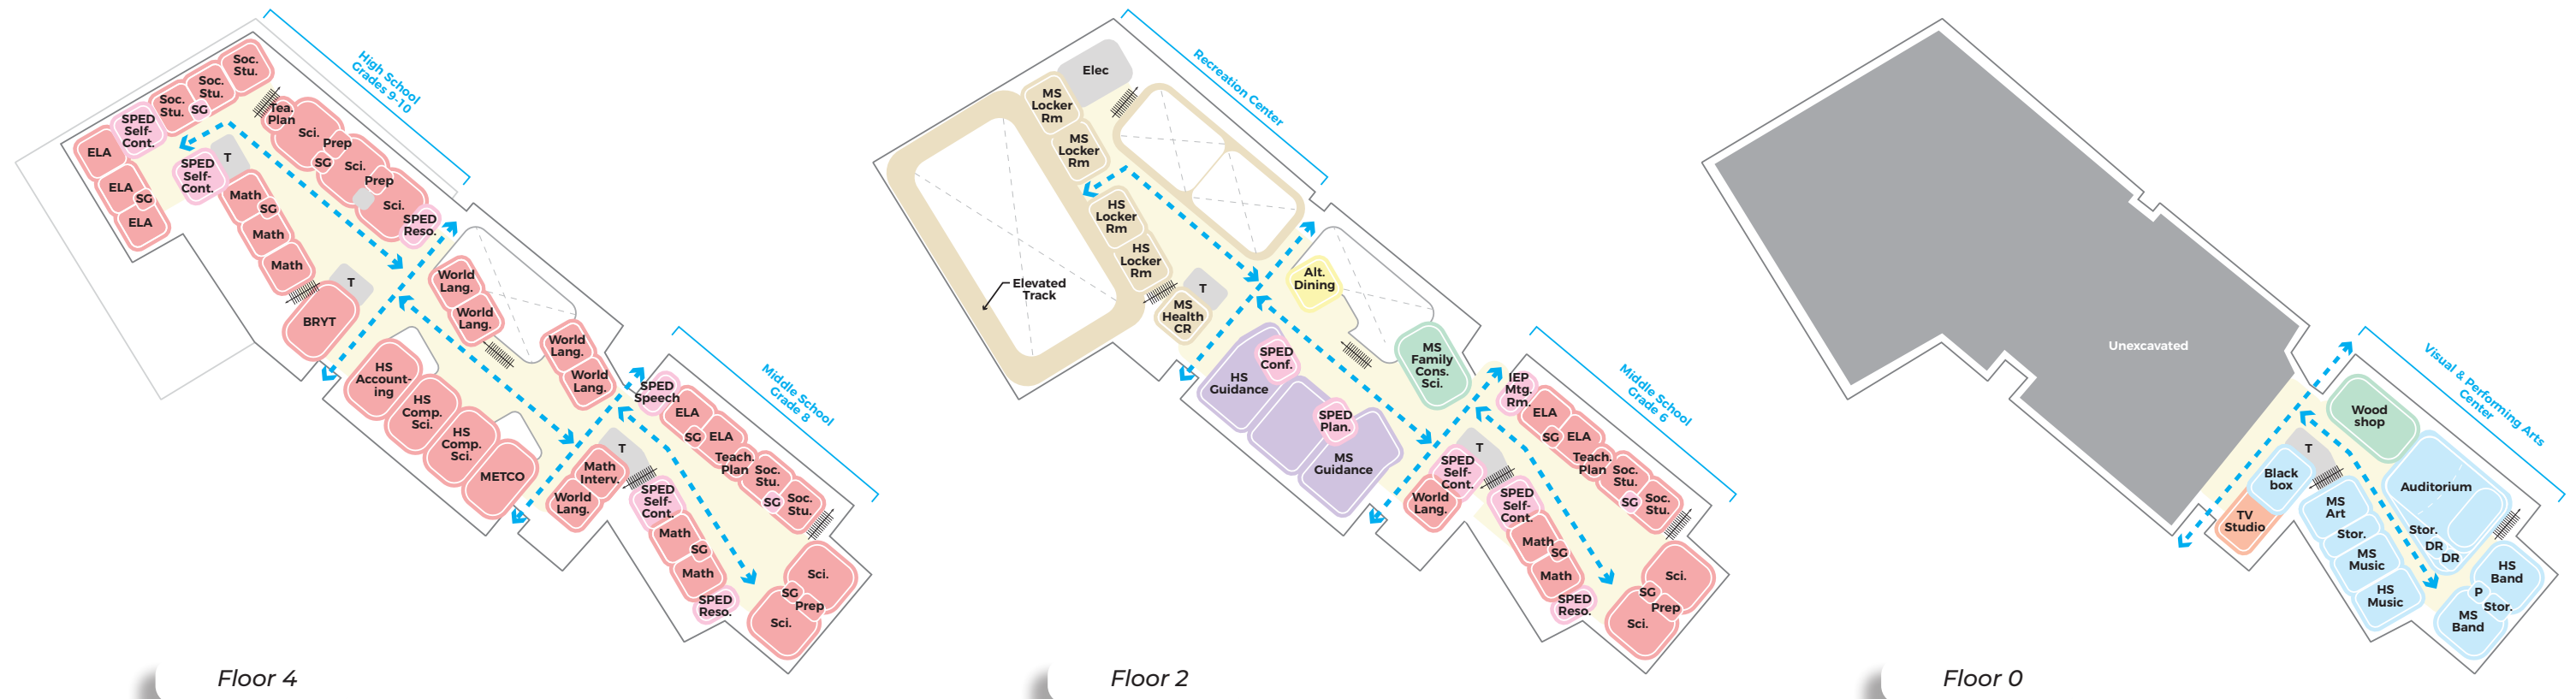 High School
Grades 9-10
Soc.
Stu.
Soc.
Stu.
Soc.
Stu.
SG
SPED
Self-
Cont.
ELA
ELA
SG
ELA
SPED
Self-
Cont.
T
Tea.
Plan
Sci.
Prep
SG
Sci.
Prep
Sci.
SPED
Reso.
Math
SG
Math
Math
T
BRYT
World
Lang.
World
Lang.
World
Lang.
World
Lang.
HS
Account-
ing
HS
Comp.
Sci.
HS
Comp.
Sci.
METCO
Middle School
Grade 8
SPED
Speech
ELA
SG
ELA
Teach.
Plan
Soc.
Stu.
SG
Soc.
Stu.
T
Math
Interv.
World
Lang.
SPED
Self-
Cont.
Math
SG
Math
SPED
Reso.
Sci.
SG
Prep
Sci.
Floor 4
Recreation Center
Elec
MS
Locker
Rm
MS
Locker
Rm
HS
Locker
Rm
HS
Locker
Rm
Elevated
Track
T
MS
Health
CR
Alt.
Dining
SPED
Conf.
HS
Guidance
SPED
Plan.
MS
Guidance
MS
Family
Cons.
Sci.
Middle School
Grade 6
IEP
Mtg.
Rm.
ELA
SG
ELA
Teach.
Plan
Soc.
Stu.
SG
Soc.
Stu.
T
SPED
Self-
Cont.
World
Lang.
SPED
Self-
Cont.
Math
SG
Math
SPED
Reso.
Sci.
SG
Prep
Sci.
Floor 2
Unexcavated
Visual & Performing Arts
Center
Wood
shop
T
Black
box
TV
Studio
Auditorium
MS
Art
Stor.
MS
Music
HS
Music
Stor.
DR
DR
HS
Band
P
Stor.
MS
Band
Floor 0